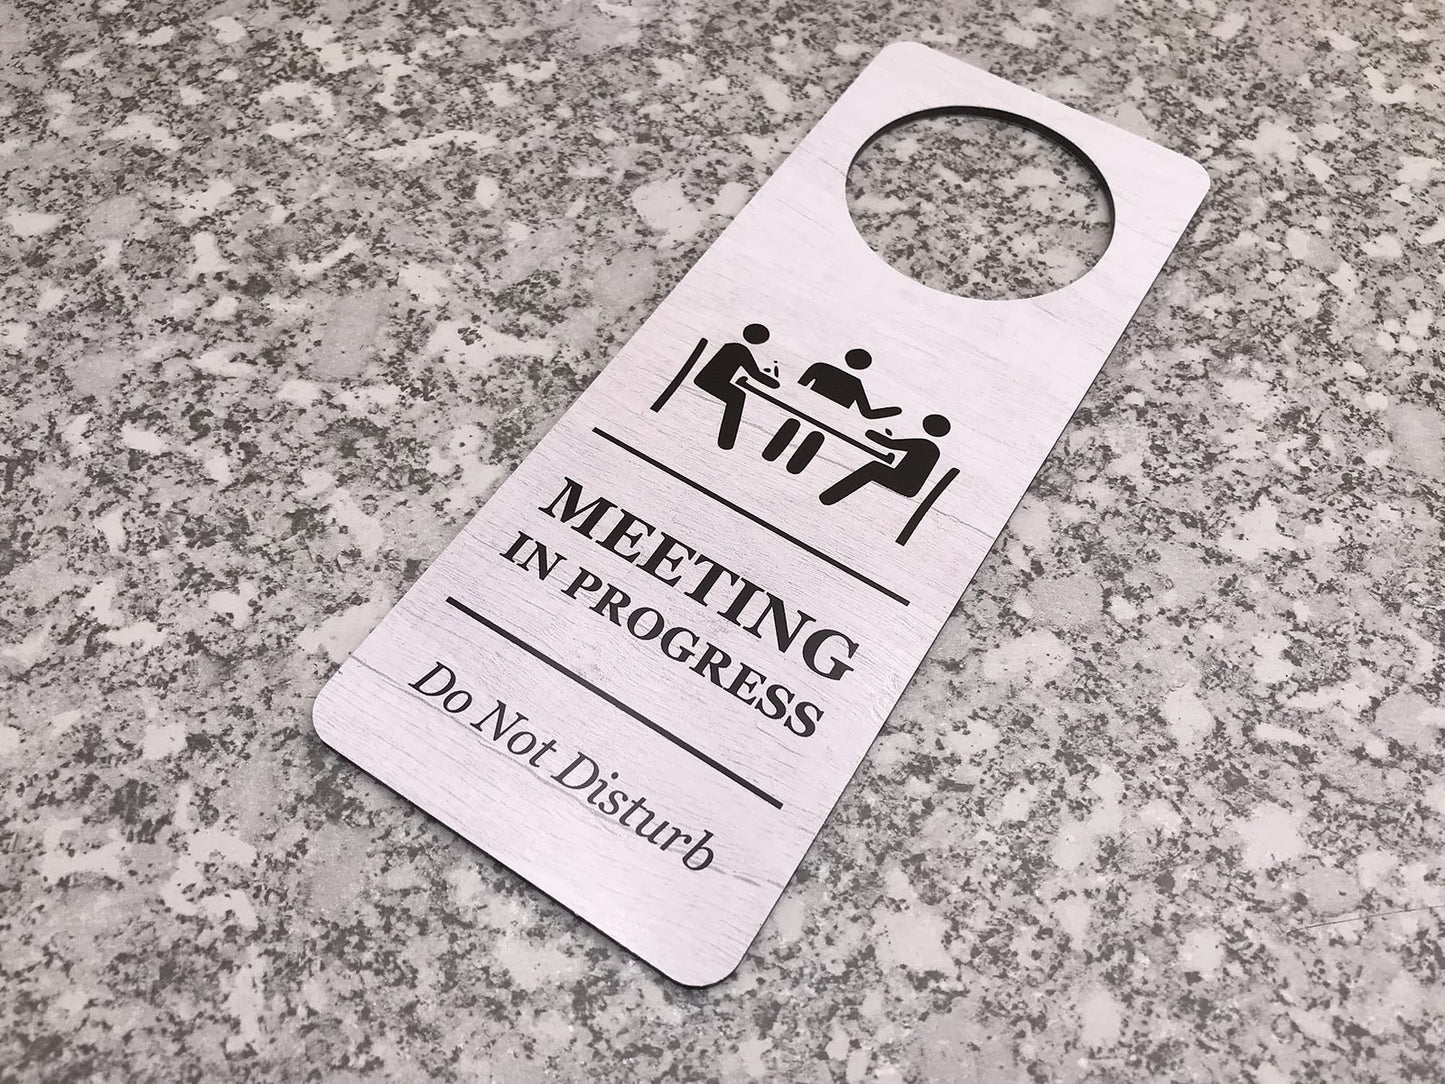 MEETING
IN PROGRESS
Do Not Disturb